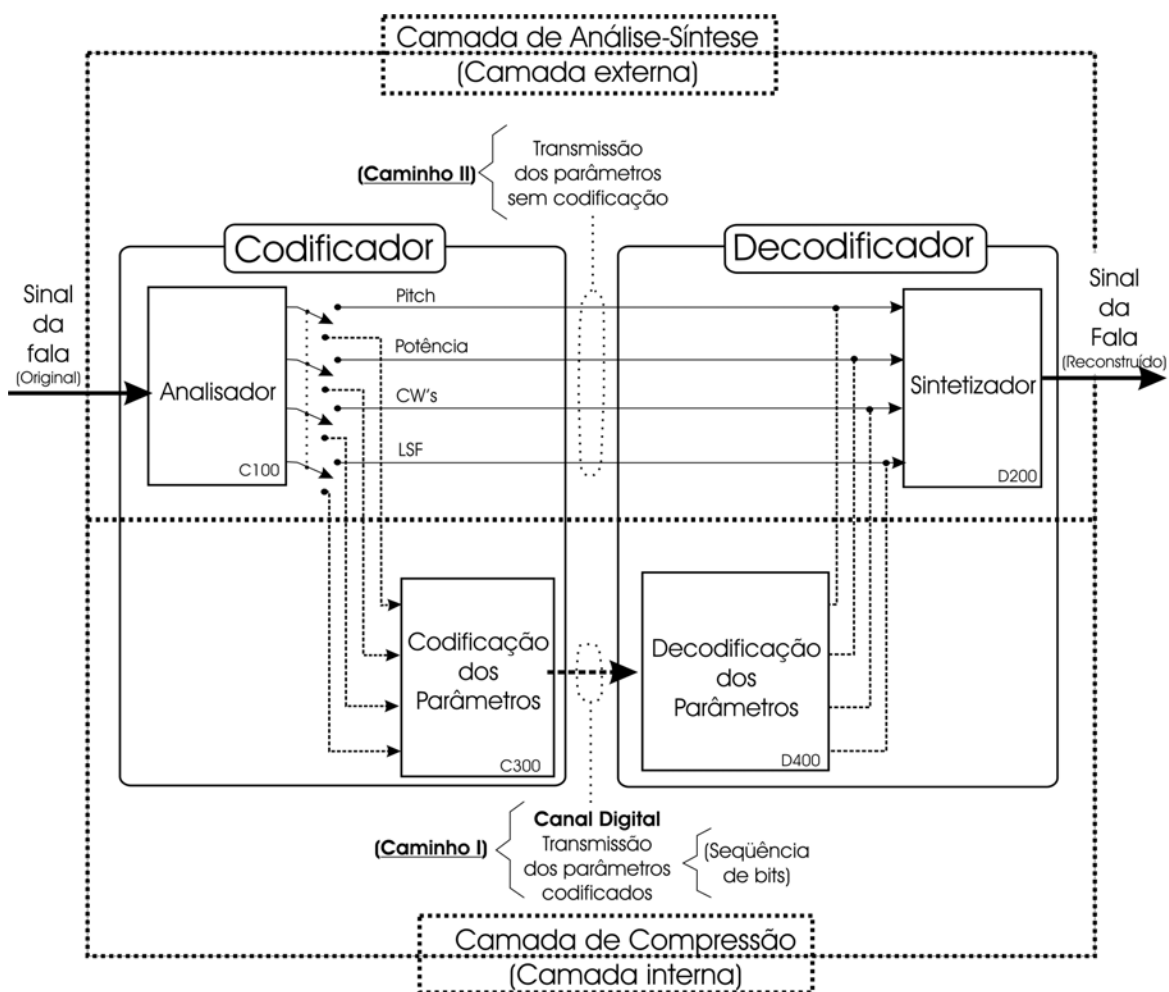 Camada de Análise-Síntese
(Camada externa)
(Caminho II)
Transmissão
dos parâmetros
sem codificação
Codificador
Decodificador
Sinal
da
fala
(Original)
Analisador
C100
Pitch
Potência
CW's
LSF
Sintetizador
D200
Sinal
da
Fala
(Reconstruído)
Codificação
dos
Parâmetros
C300
Decodificação
dos
Parâmetros
D400
(Caminho I)
Canal Digital
Transmissão
dos parâmetros
codificados
(Seqüência
de bits)
Camada de Compressão
(Camada interna)